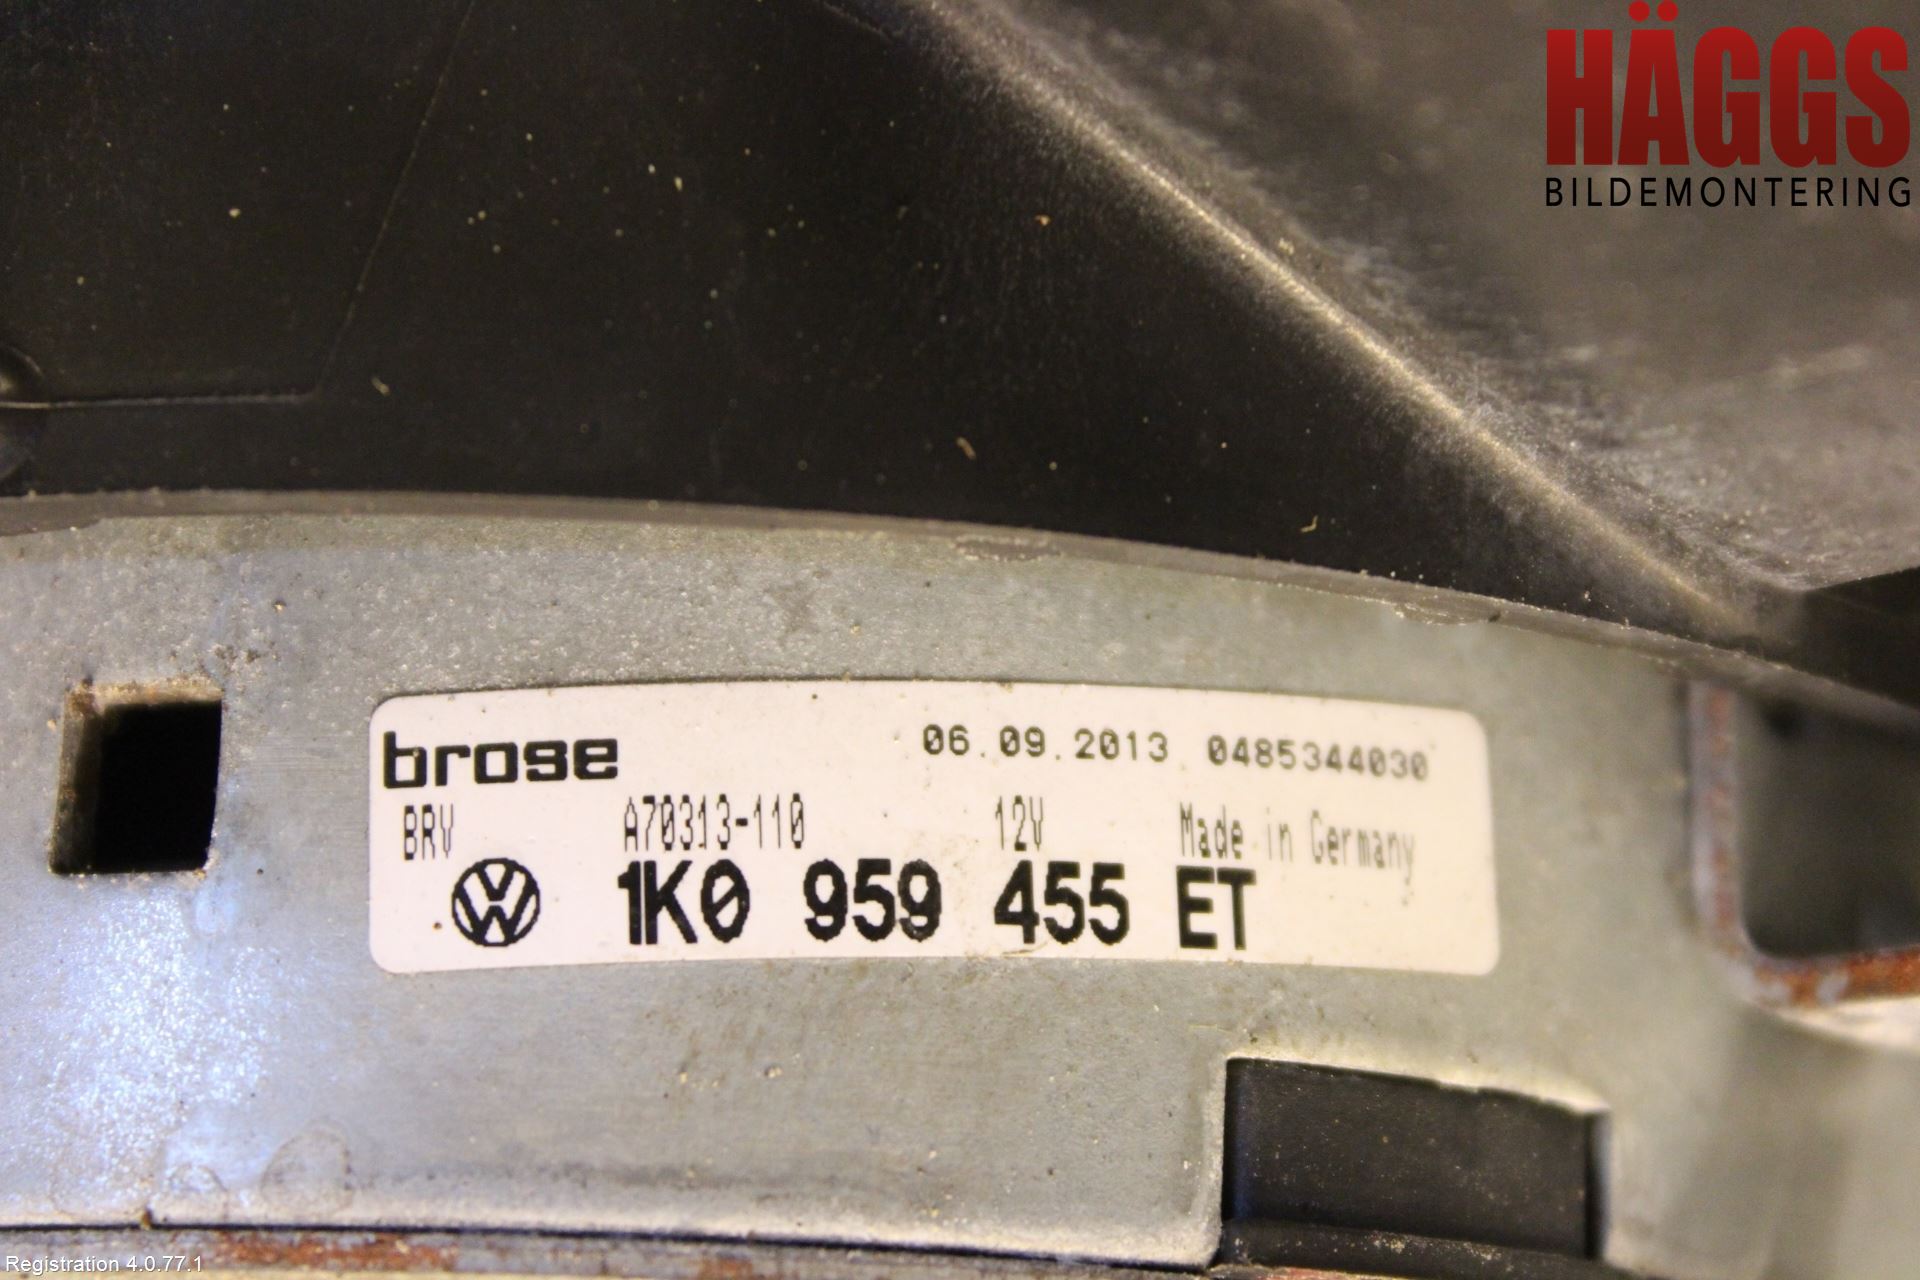 HÄGGS
BILDEMONTERING
brose 06.09.2013 0485344030
BRV A70313-110 12V Made in Germany
1K0 959 455 ET
Registration 4.0.77.1